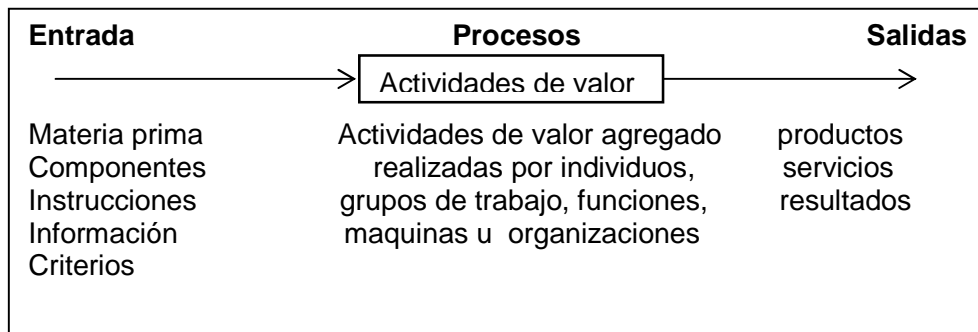 Entrada Procesos Salidas
Actividades de valor
Materia prima Actividades de valor agregado productos
Componentes realizadas por individuos, servicios
Instrucciones grupos de trabajo, funciones, resultados
Información maquinas u organizaciones
Criterios